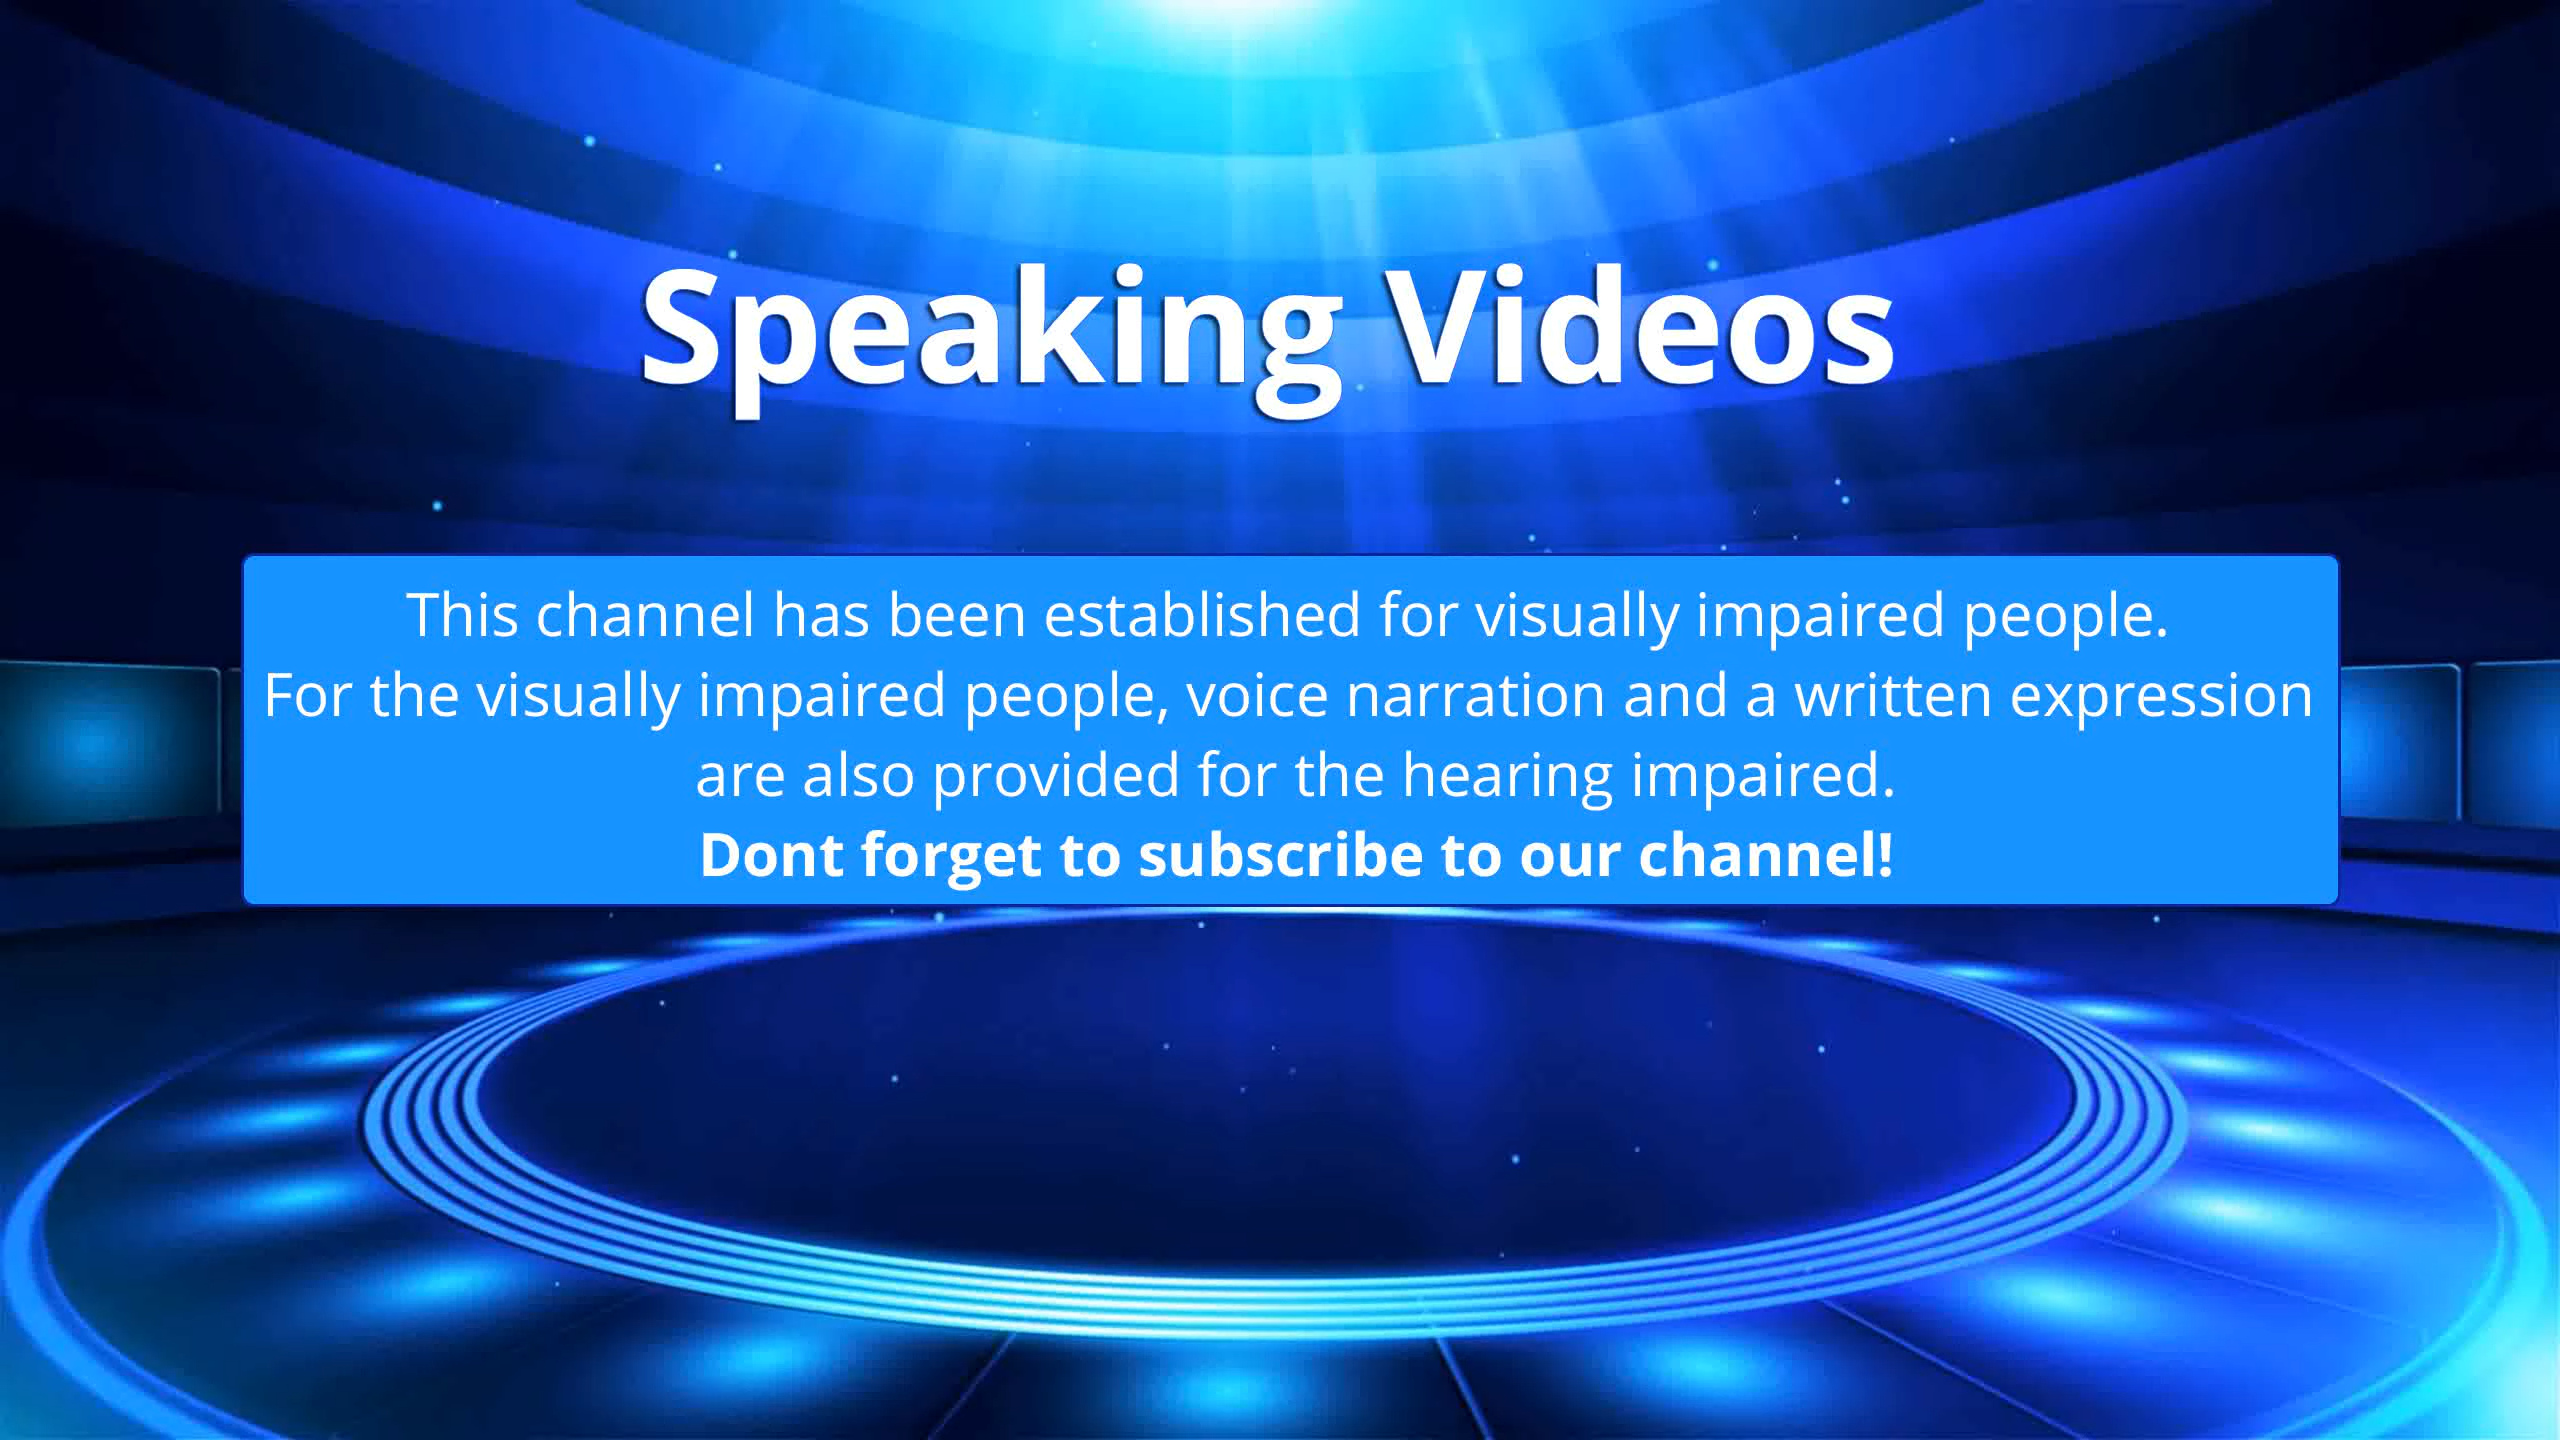 Speaking Videos
This channel has been established for visually impaired people.
For the visually impaired people, voice narration and a written expression
are also provided for the hearing impaired.
Dont forget to subscribe to our channel!